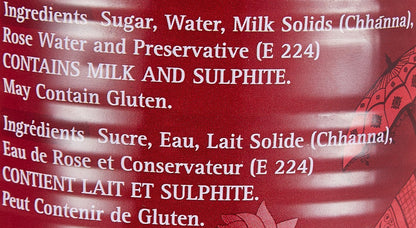 Ingredients Sugar, Water, Milk Solids (Chhanna),
Rose Water and Preservative (E 224)
CONTAINS MILK AND SULPHITE.
May Contain Gluten.
Ingrédients Sucre, Eau, Lait Solide (Chhanna),
Eau de Rose et Conservateur (E 224)
CONTIENT LAIT ET SULPHITE.
Peut Contenir de Gluten.